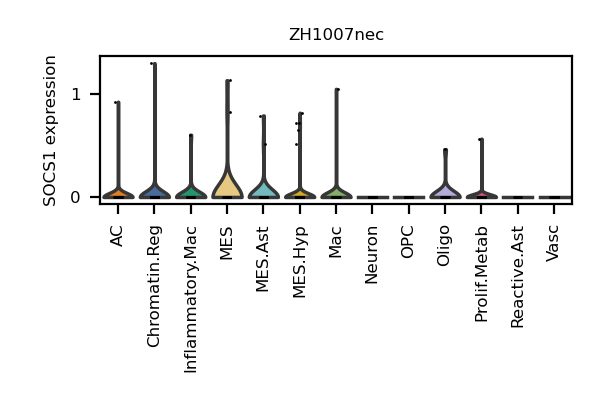 ZH1007nec
SOCS1 expression
1
0
AC
Chromatin.Reg
Inflammatory.Mac
MES
MES.Ast
MES.Hyp
Mac
Neuron
OPC
Oligo
Prolif.Metab
Reactive.Ast
Vasc